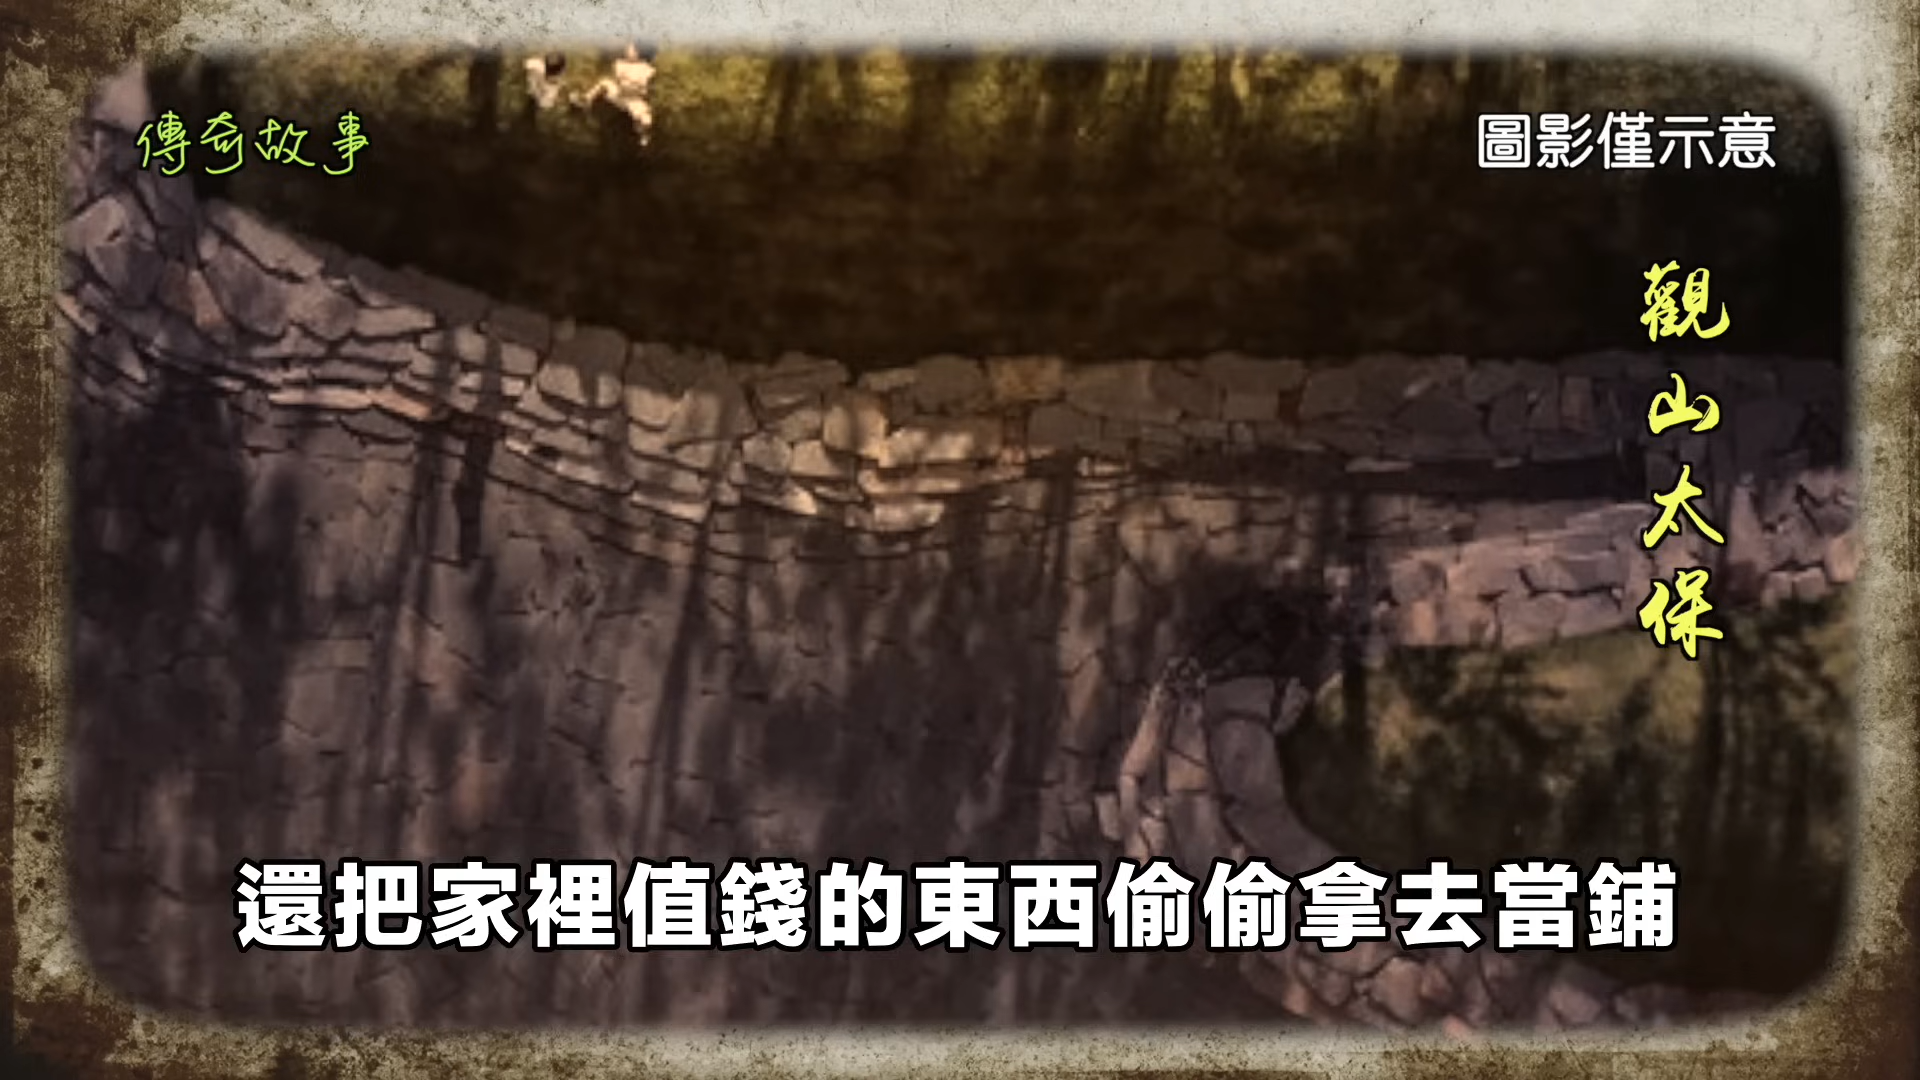 傳奇故事
圖影僅示意
觀山太保
還把家裡值錢的東西偷偷拿去當鋪